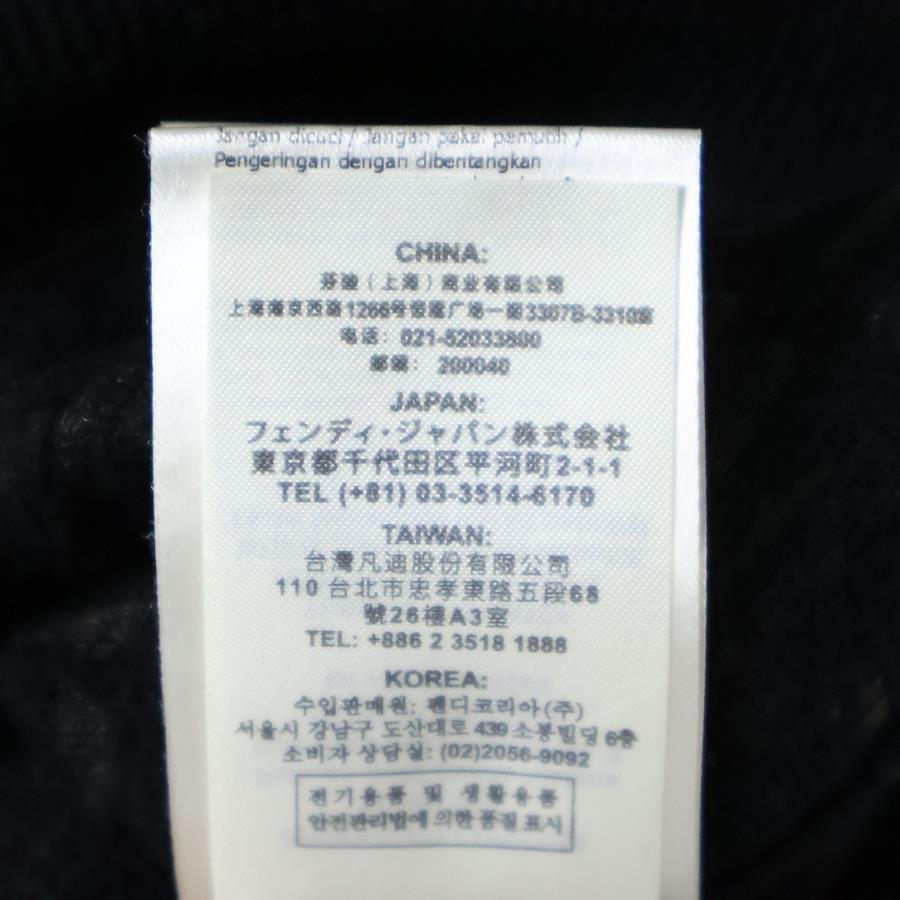 Jangan dicuci / Jangan pakai pemutih /
Pengeringan dengan dibentangkan
CHINA:
芬迪（上海）商业有限公司
上海南京西路1266号恒隆广场一期3307B-3310室
电话： 021-52033800
邮编： 200040
JAPAN:
フェンディ・ジャパン株式会社
東京都千代田区平河町2-1-1
TEL (+81) 03-3514-6170
TAIWAN:
台灣凡迪股份有限公司
110 台北市忠孝東路五段68
號26樓A3室
TEL: +886 2 3518 1888
KOREA:
수입판매원: 펜디코리아(주)
서울시 강남구 도산대로 439 소봉빌딩 6층
소비자 상담실: (02)2056-9092
전기용품 및 생활용품
안전관리법에 의한 품질표시